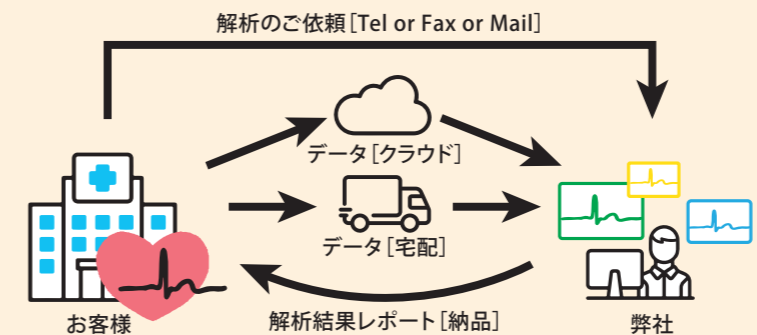 解析のご依頼[Tel or Fax or Mail]
データ[クラウド]
データ[宅配]
お客様
解析結果レポート[納品]
弊社